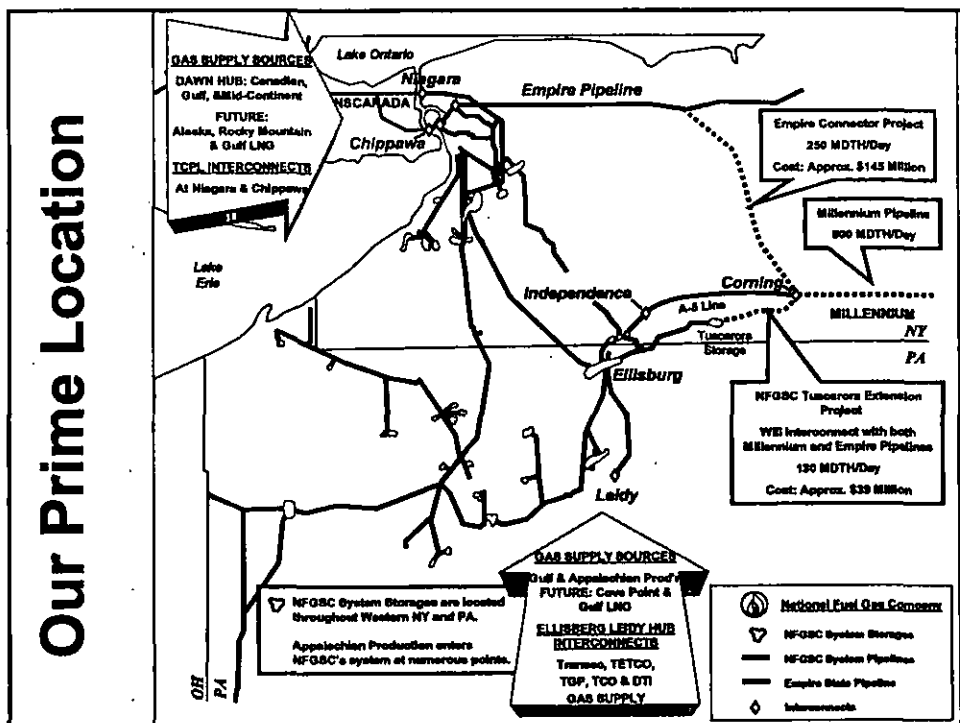 Our Prime Location
GAS SUPPLY SOURCES
DAWN HUB: Canadian,
Gulf, &Mid-Continent
FUTURE:
Alaska, Rocky Mountain
& Gulf LNG
TCPL INTERCONNECTS
At Niagara & Chippawa
Lake Ontario
Niagara
NSCANADA
Chippawa
Empire Pipeline
Empire Connector Project
250 MDTH/Day
Cost: Approx. $145 Million
Millennium Pipeline
500 MDTH/Day
Lake
Erie
Independence
Corning
A-5 Line
MILLENNIUM
Tuscarora
Storage
NY
PA
Ellisburg
NFGSC Tuscarora Extension
Project
Will Interconnect with both
Millennium and Empire Pipelines
130 MDTH/Day
Cost: Approx. $39 Million
Leidy
GAS SUPPLY SOURCES
Gulf & Appalachian Prod'n
FUTURE: Cove Point &
Gulf LNG
ELLISBERG LEIDY HUB
INTERCONNECTS
Transco, TETCO,
TGP, TCO & DTI
GAS SUPPLY
NFGSC System Storages are located
throughout Western NY and PA.
Appalachian Production enters
NFGSC's system at numerous points.
OH
PA
National Fuel Gas Company
NFGSC System Storages
NFGSC System Pipelines
Empire State Pipeline
Interconnects